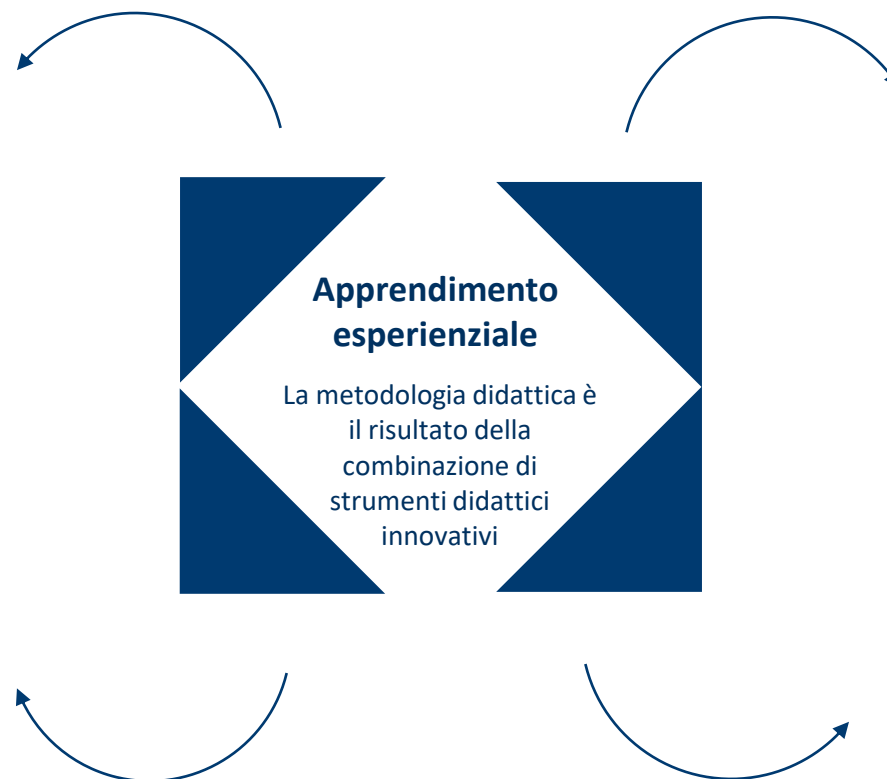 Apprendimento
esperienziale
La metodologia didattica è
il risultato della
combinazione di
strumenti didattici
innovativi